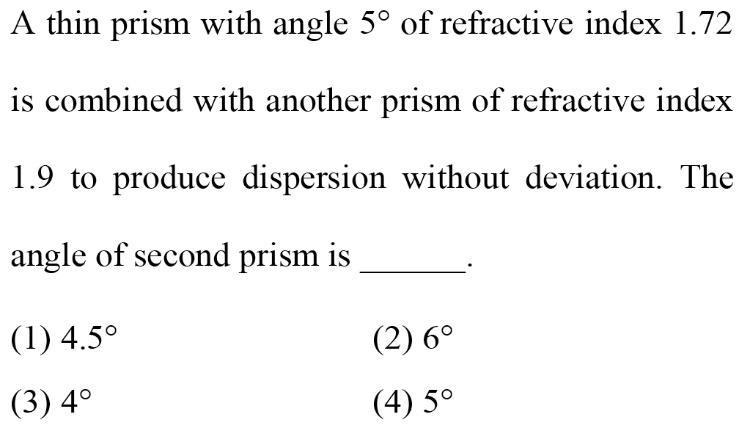 A thin prism with angle 5° of refractive index 1.72
is combined with another prism of refractive index
1.9 to produce dispersion without deviation. The
angle of second prism is ______.
(1) 4.5° (2) 6°
(3) 4° (4) 5°